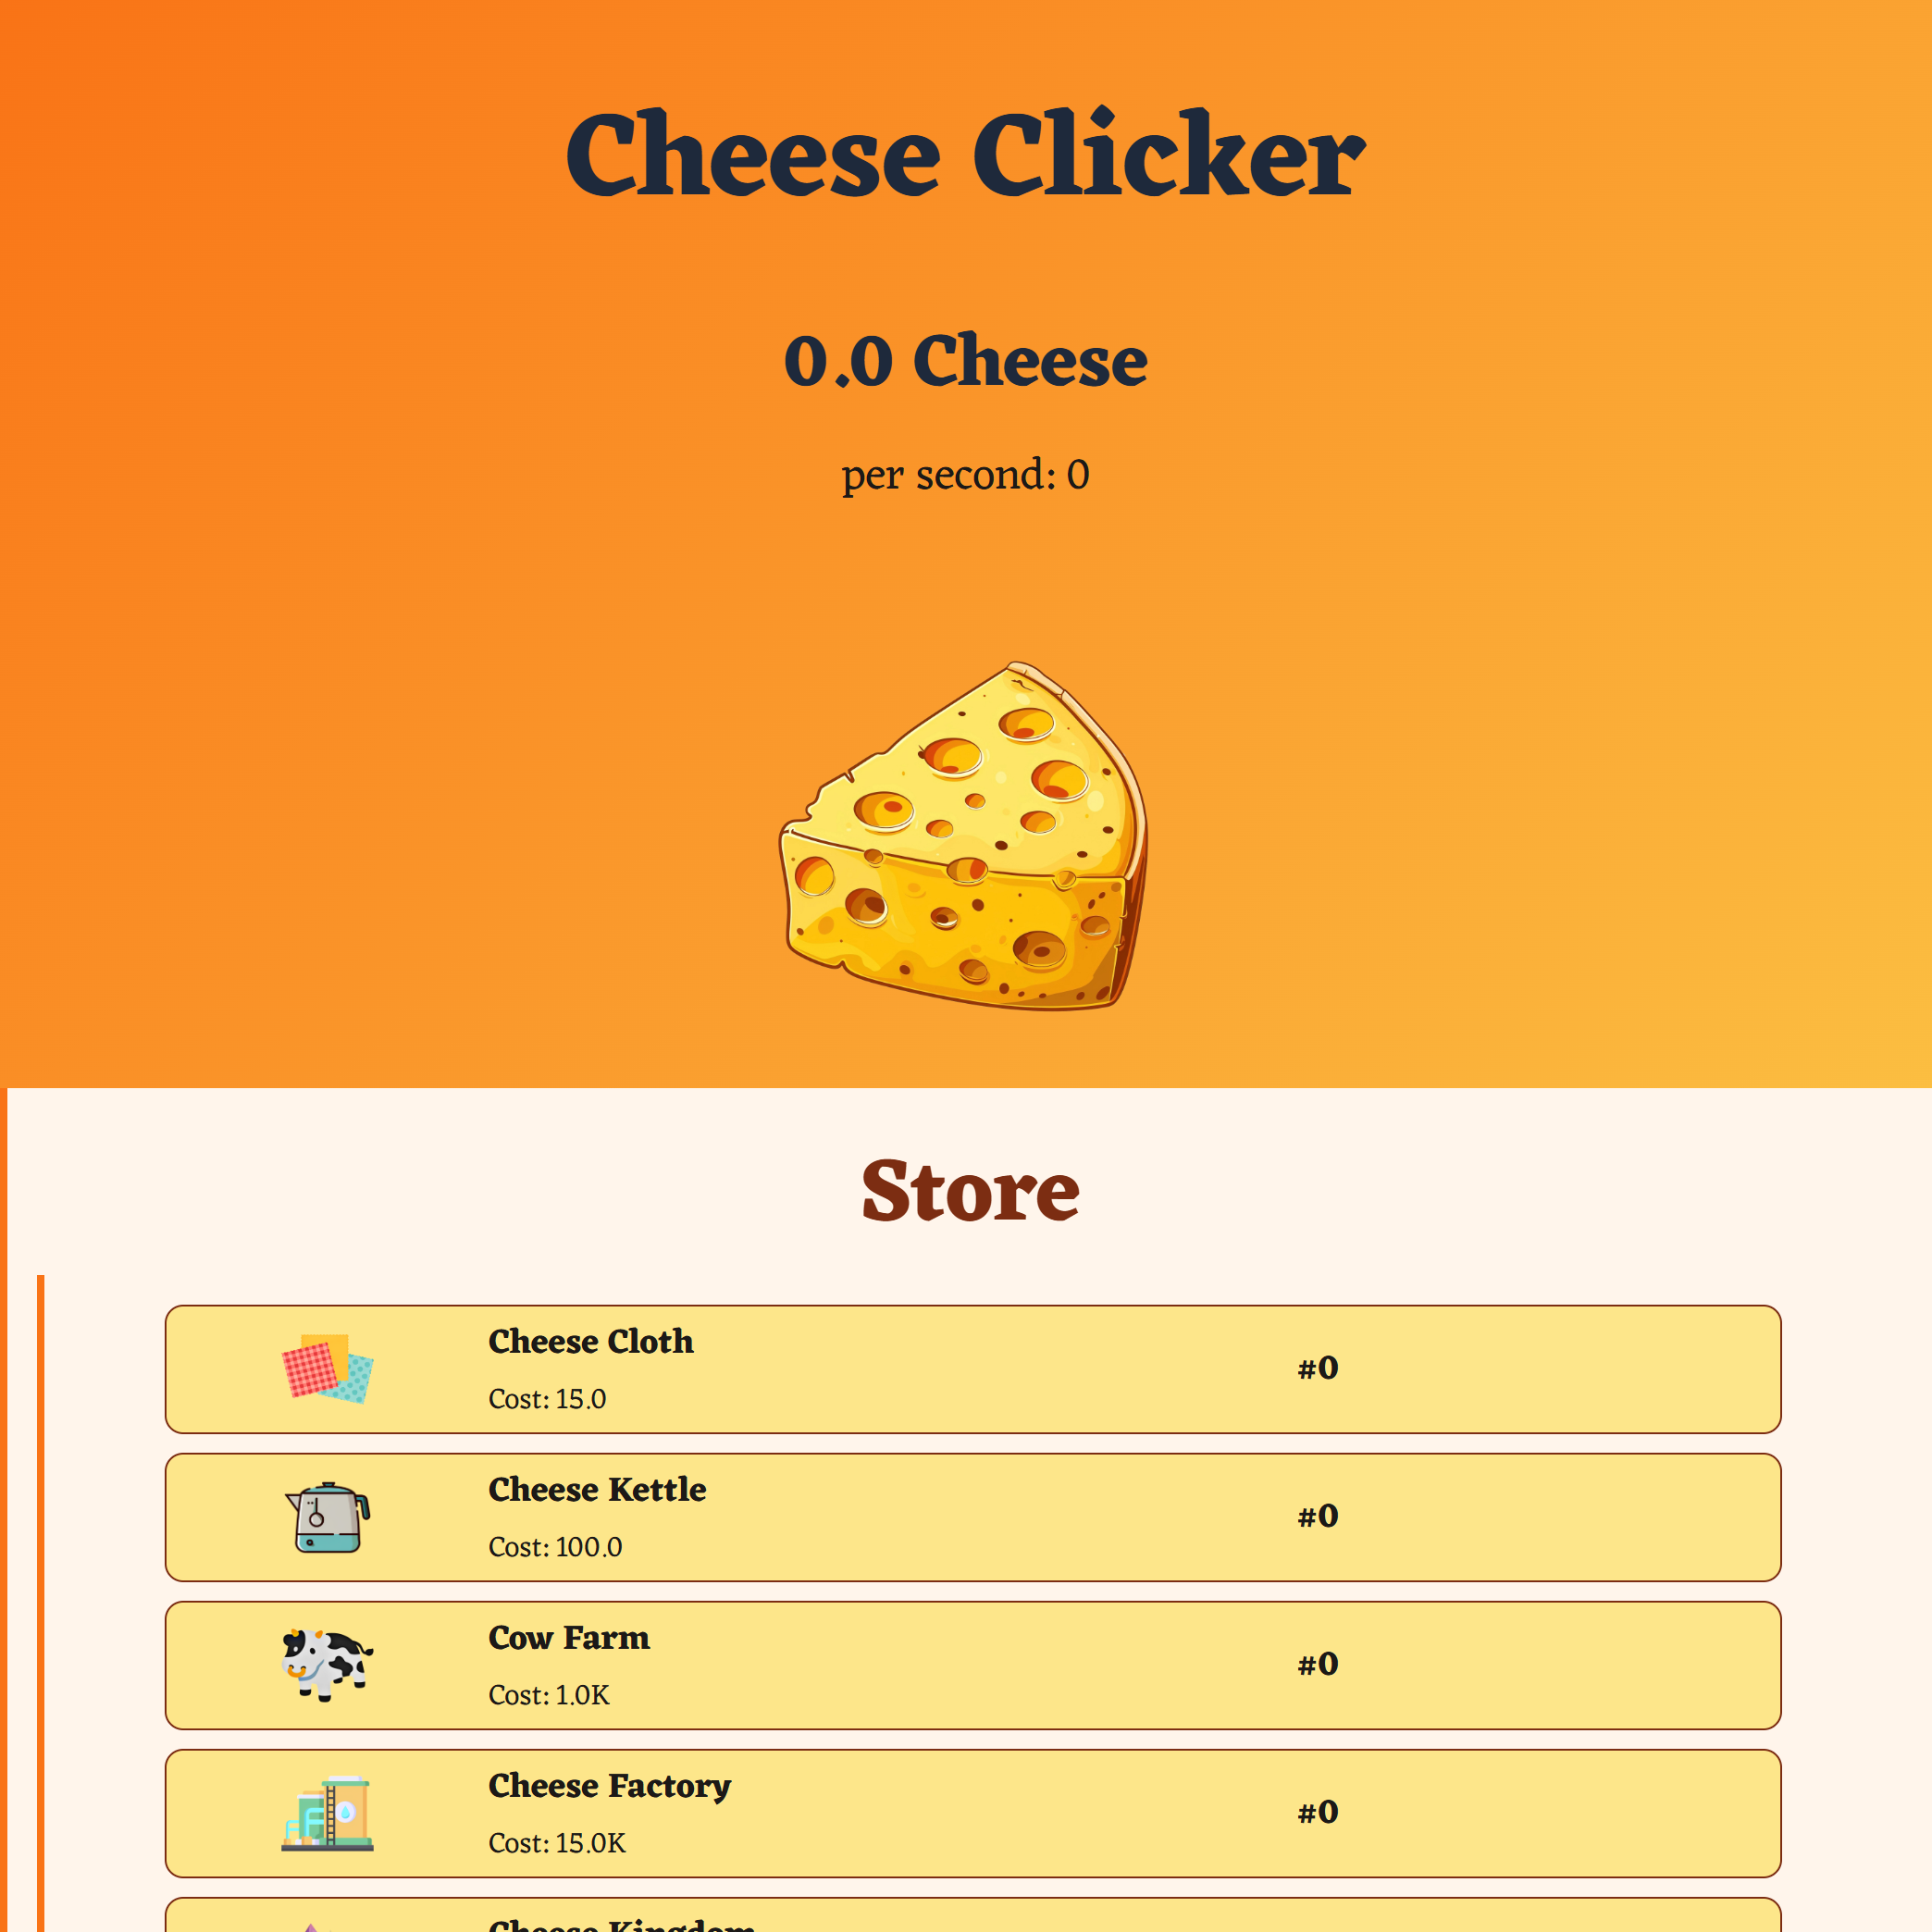 Cheese Clicker
0.0 Cheese
per second: 0
Store
Cheese Cloth
Cost: 15.0
#0
Cheese Kettle
Cost: 100.0
#0
Cow Farm
Cost: 1.0K
#0
Cheese Factory
Cost: 15.0K
#0
Cheese Kingdom